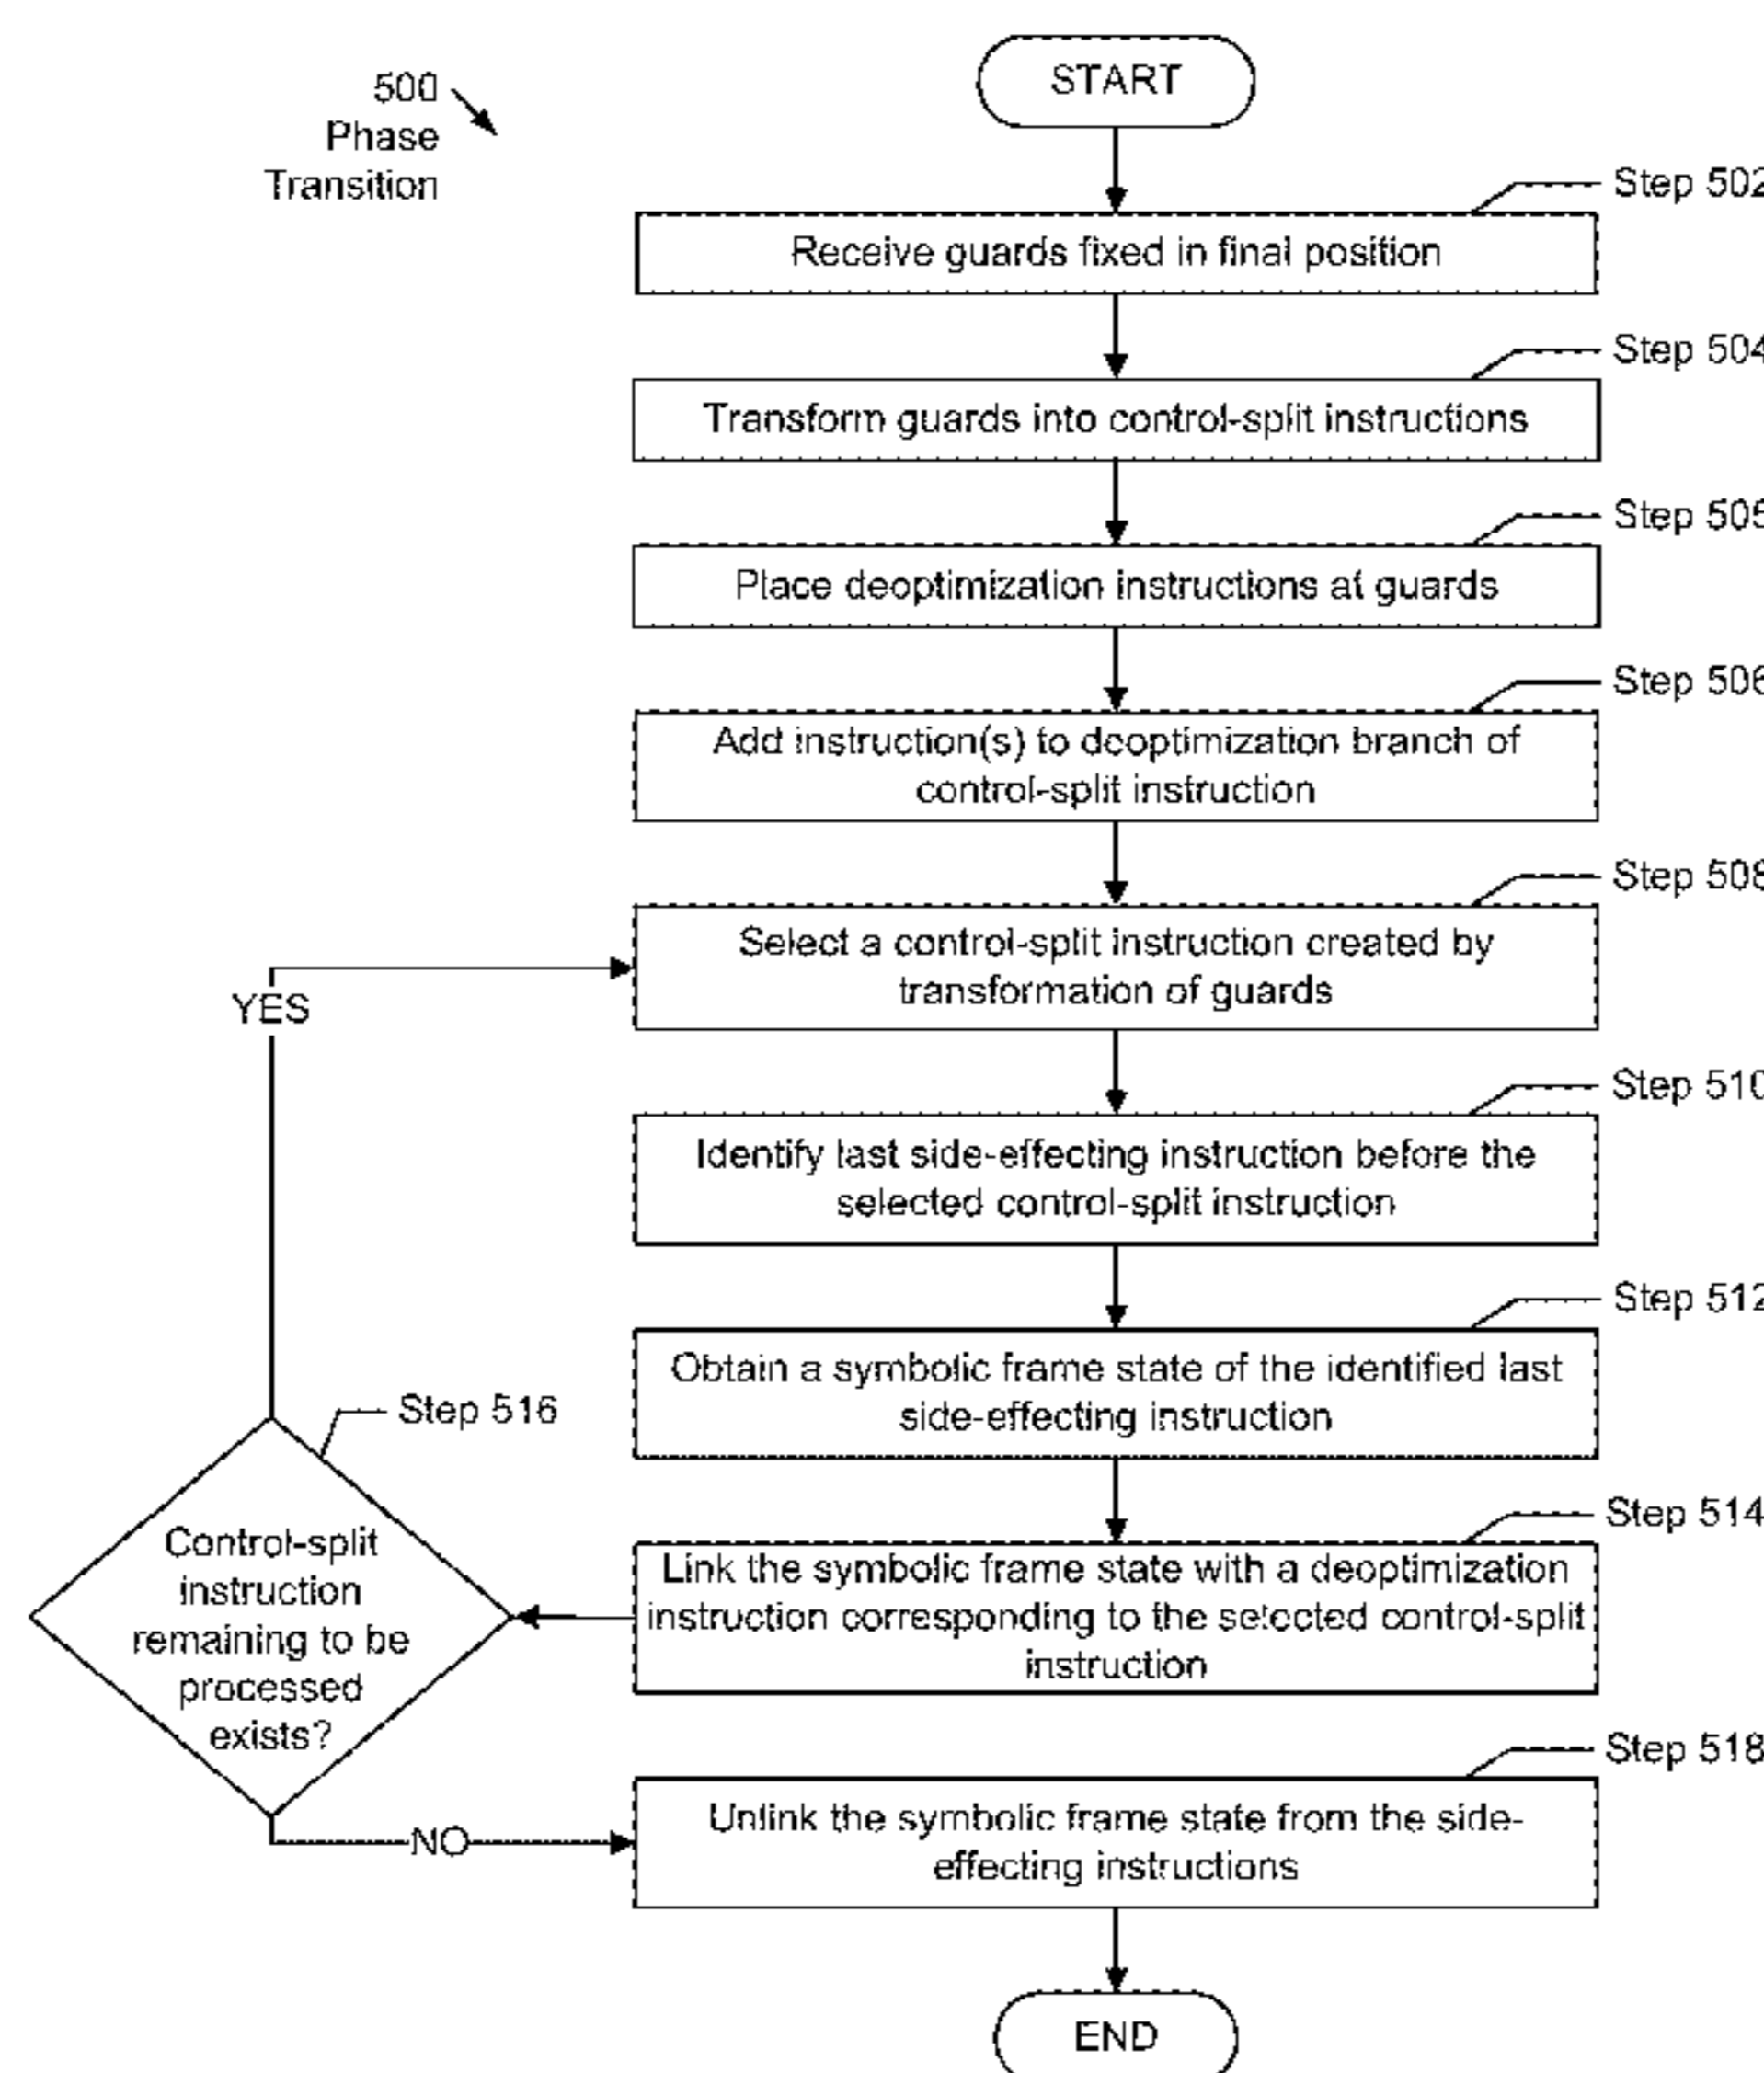 START
500
Phase
Transition
Step 502
Receive guards fixed in final position
Step 504
Transform guards into control-split instructions
Step 505
Place deoptimization instructions at guards
Step 506
Add instruction(s) to deoptimization branch of
control-split instruction
Step 508
Select a control-split instruction created by
transformation of guards
YES
Step 510
Identify last side-effecting instruction before the
selected control-split instruction
Step 512
Obtain a symbolic frame state of the identified last
side-effecting instruction
Step 516
Control-split
instruction
remaining to be
processed
exists?
Step 514
Link the symbolic frame state with a deoptimization
instruction corresponding to the selected control-split
instruction
Step 518
NO
Unlink the symbolic frame state from the side-
effecting instructions
END